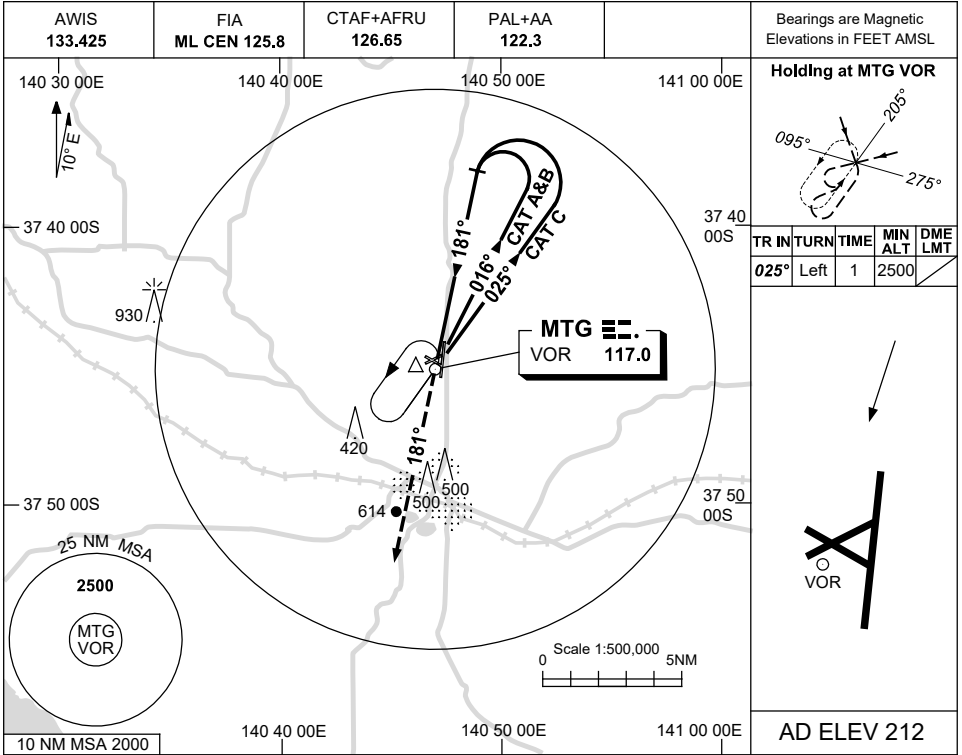 AWIS
133.425
FIA
ML CEN 125.8
CTAF+AFRU
126.65
PAL+AA
122.3
Bearings are Magnetic
Elevations in FEET AMSL
140 30 00E
140 40 00E
140 50 00E
141 00 00E
10° E
37 40 00S
37 40
00S
181°
016°
CAT A&B
025°
CAT C
930
MTG
VOR 117.0
420
181°
500
500
614
37 50 00S
37 50
00S
25 NM MSA
2500
MTG
VOR
10 NM MSA 2000
Scale 1:500,000
0
5NM
140 40 00E
140 50 00E
141 00 00E
Holding at MTG VOR
205°
095°
275°
TR IN TURN TIME MIN ALT DME LMT
025° Left 1 2500
VOR
AD ELEV 212